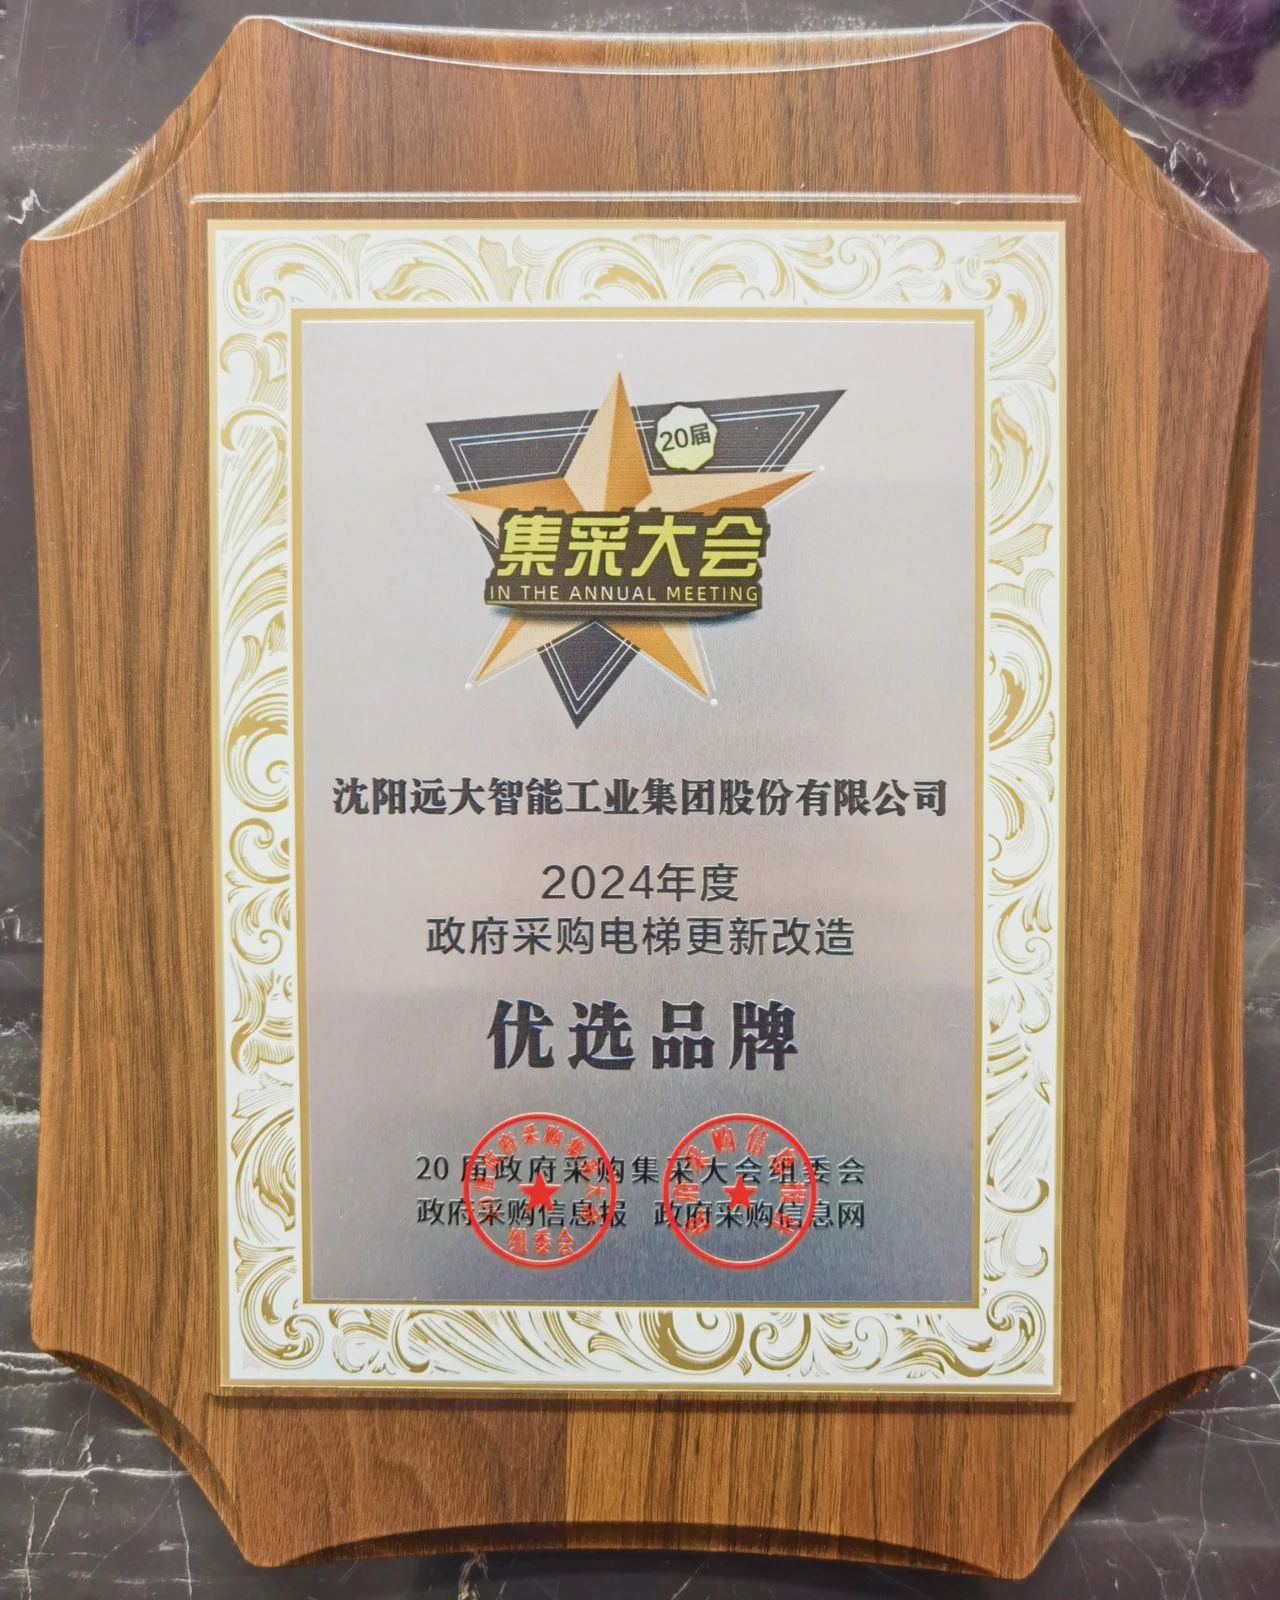 20届
集采大会
IN THE ANNUAL MEETING
沈阳远大智能工业集团股份有限公司
2024年度
政府采购电梯更新改造
优选品牌
20届政府采购集采大会组委会
政府采购信息报 政府采购信息网
组委会